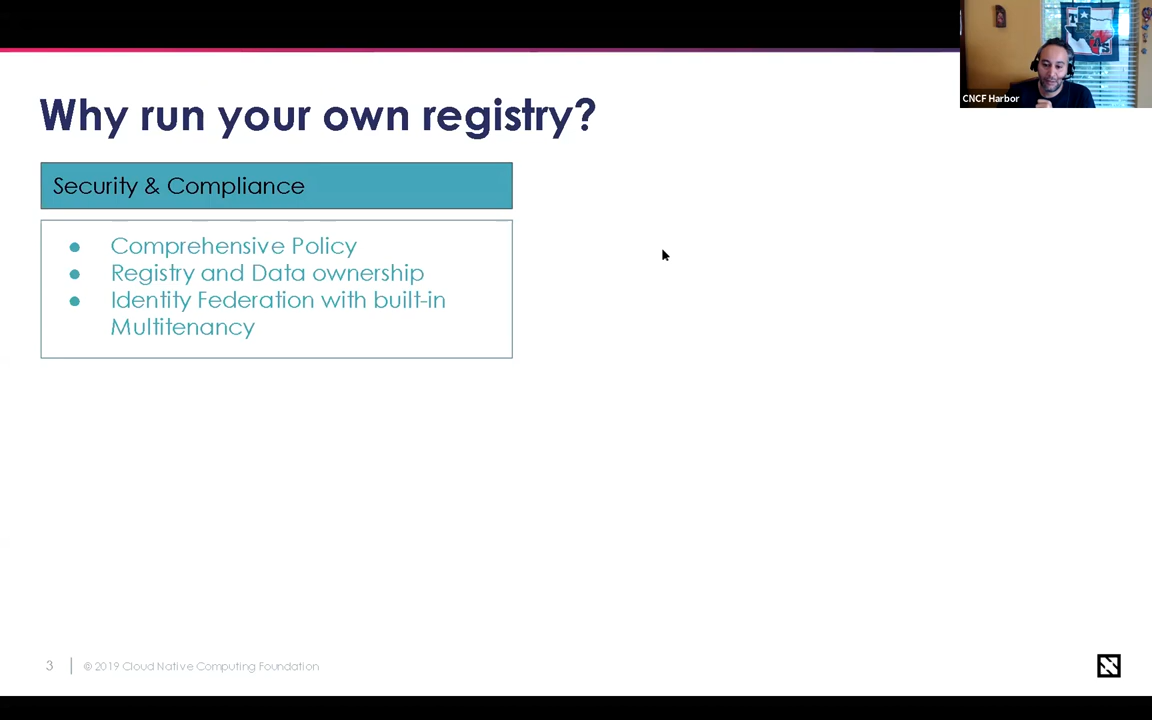 CNCF Harbor
Why run your own registry?
Security & Compliance
● Comprehensive Policy
● Registry and Data ownership
● Identity Federation with built-in
Multitenancy
3
© 2019 Cloud Native Computing Foundation